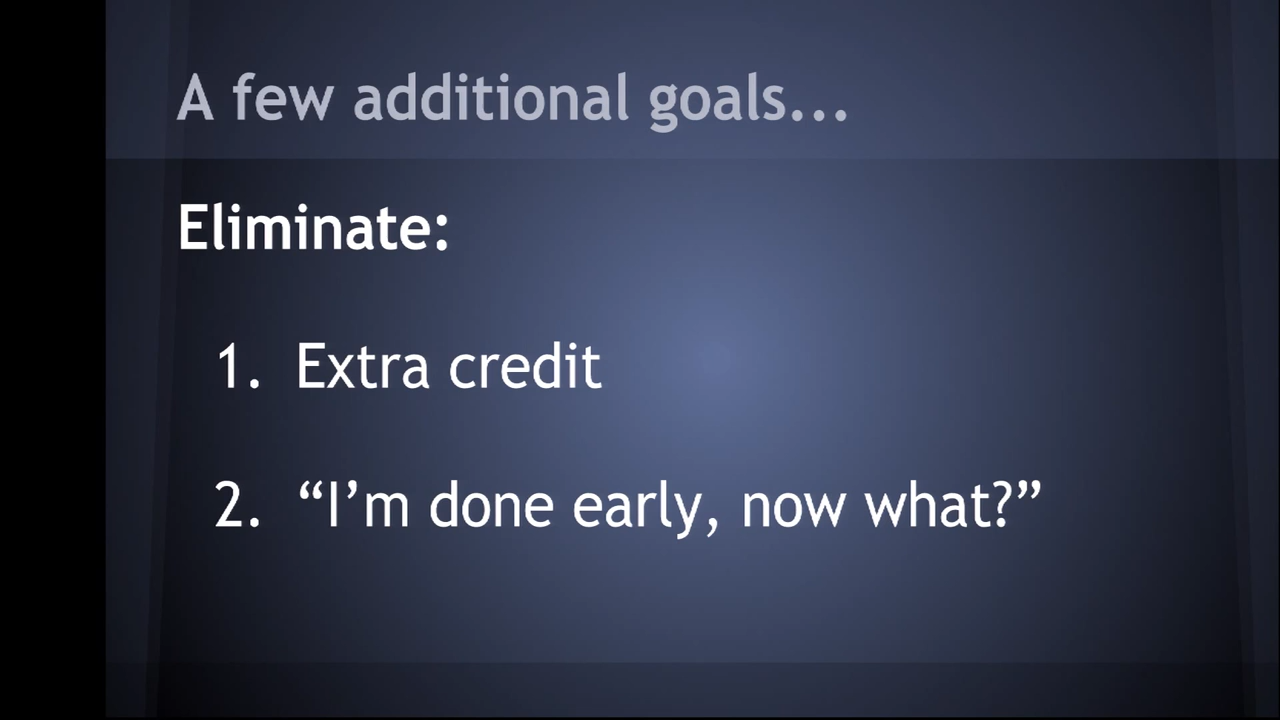 A few additional goals...
Eliminate:
1. Extra credit
2. “I’m done early, now what?”